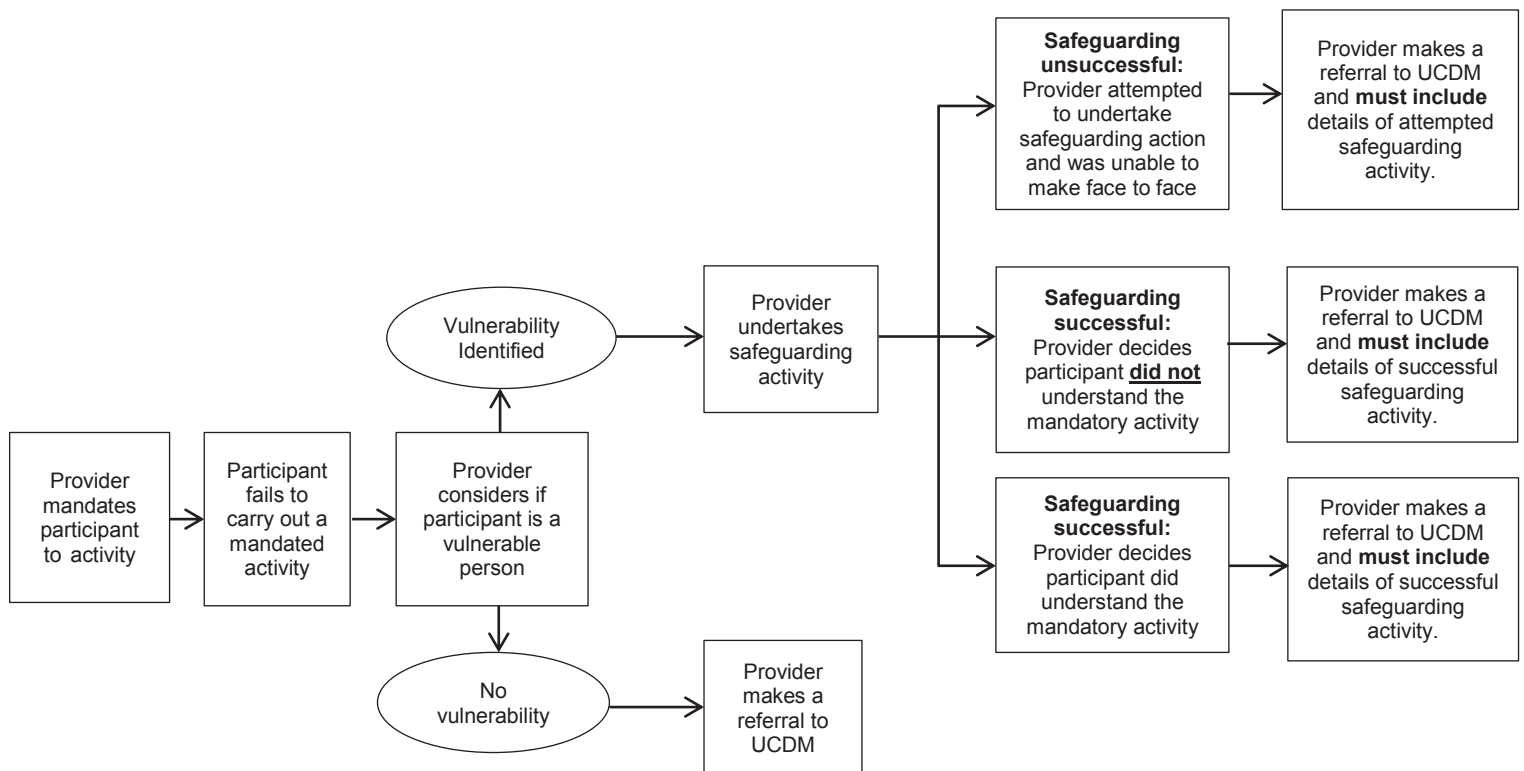 Provider
mandates
participant
to activity
Participant
fails to
carry out a
mandated
activity
Provider
considers if
participant is a
vulnerable
person
Vulnerability
Identified
Provider
undertakes
safeguarding
activity
Safeguarding
unsuccessful:
Provider attempted
to undertake
safeguarding action
and was unable to
make face to face
Provider makes a
referral to UCDM
and must include
details of attempted
safeguarding
activity.
Safeguarding
successful:
Provider decides
participant did not
understand the
mandatory activity
Provider makes a
referral to UCDM
and must include
details of successful
safeguarding
activity.
Safeguarding
successful:
Provider decides
participant did
understand the
mandatory activity
Provider makes a
referral to UCDM
and must include
details of successful
safeguarding
activity.
No
vulnerability
Provider
makes a
referral to
UCDM